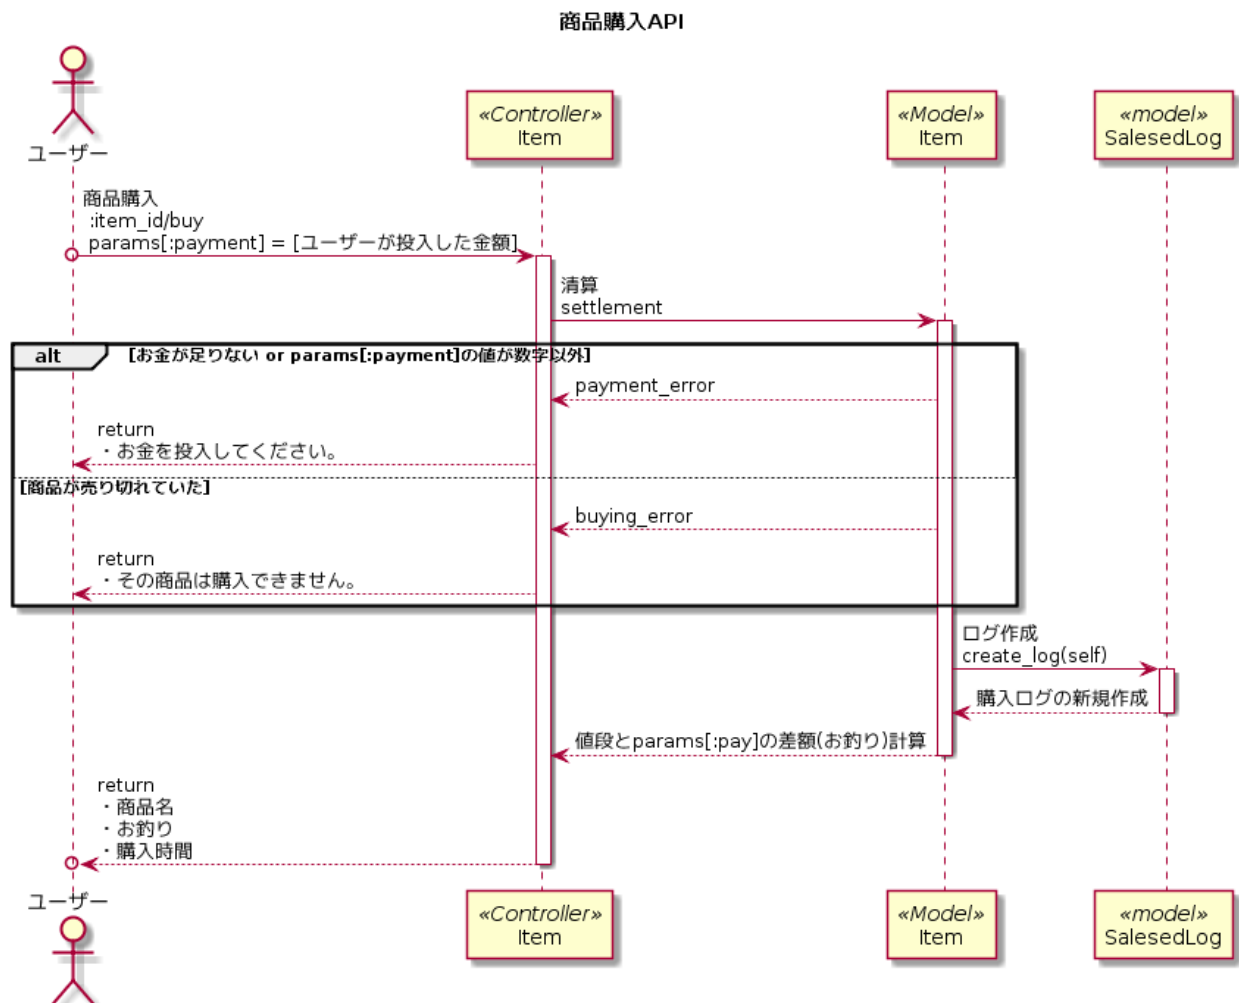 商品購入API
ユーザー
«Controller»
Item
«Model»
Item
«model»
SalesedLog
商品購入
:item_id/buy
params[:payment] = [ユーザーが投入した金額]
清算
settlement
alt
[お金が足りない or params[:payment]の値が数字以外]
payment_error
return
・お金を投入してください。
[商品が売り切れていた]
buying_error
return
・その商品は購入できません。
ログ作成
create_log(self)
購入ログの新規作成
値段とparams[:pay]の差額(お釣り)計算
return
・商品名
・お釣り
・購入時間
ユーザー
«Controller»
Item
«Model»
Item
«model»
SalesedLog